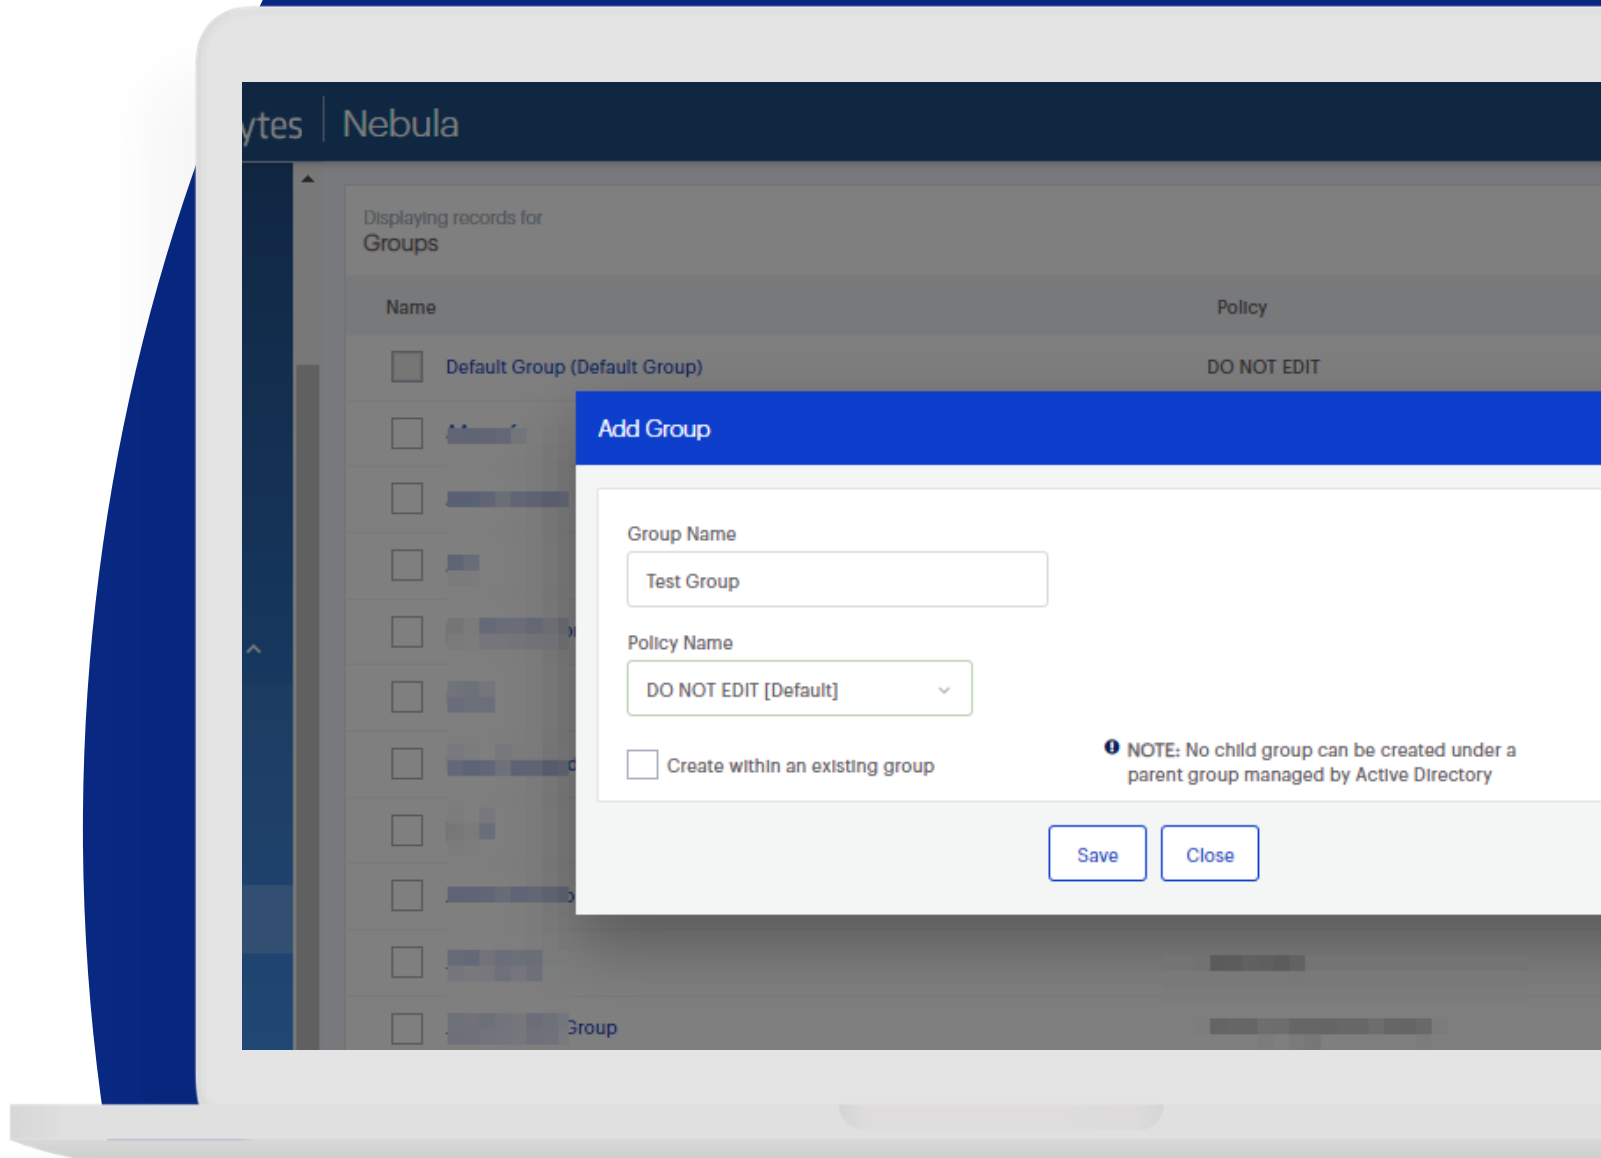 Nebula
Displaying records for
Groups
Name Policy
Default Group (Default Group) DO NOT EDIT
Add Group
Group Name
Test Group
Policy Name
DO NOT EDIT [Default]
Create within an existing group
NOTE: No child group can be created under a
parent group managed by Active Directory
Save Close
Group